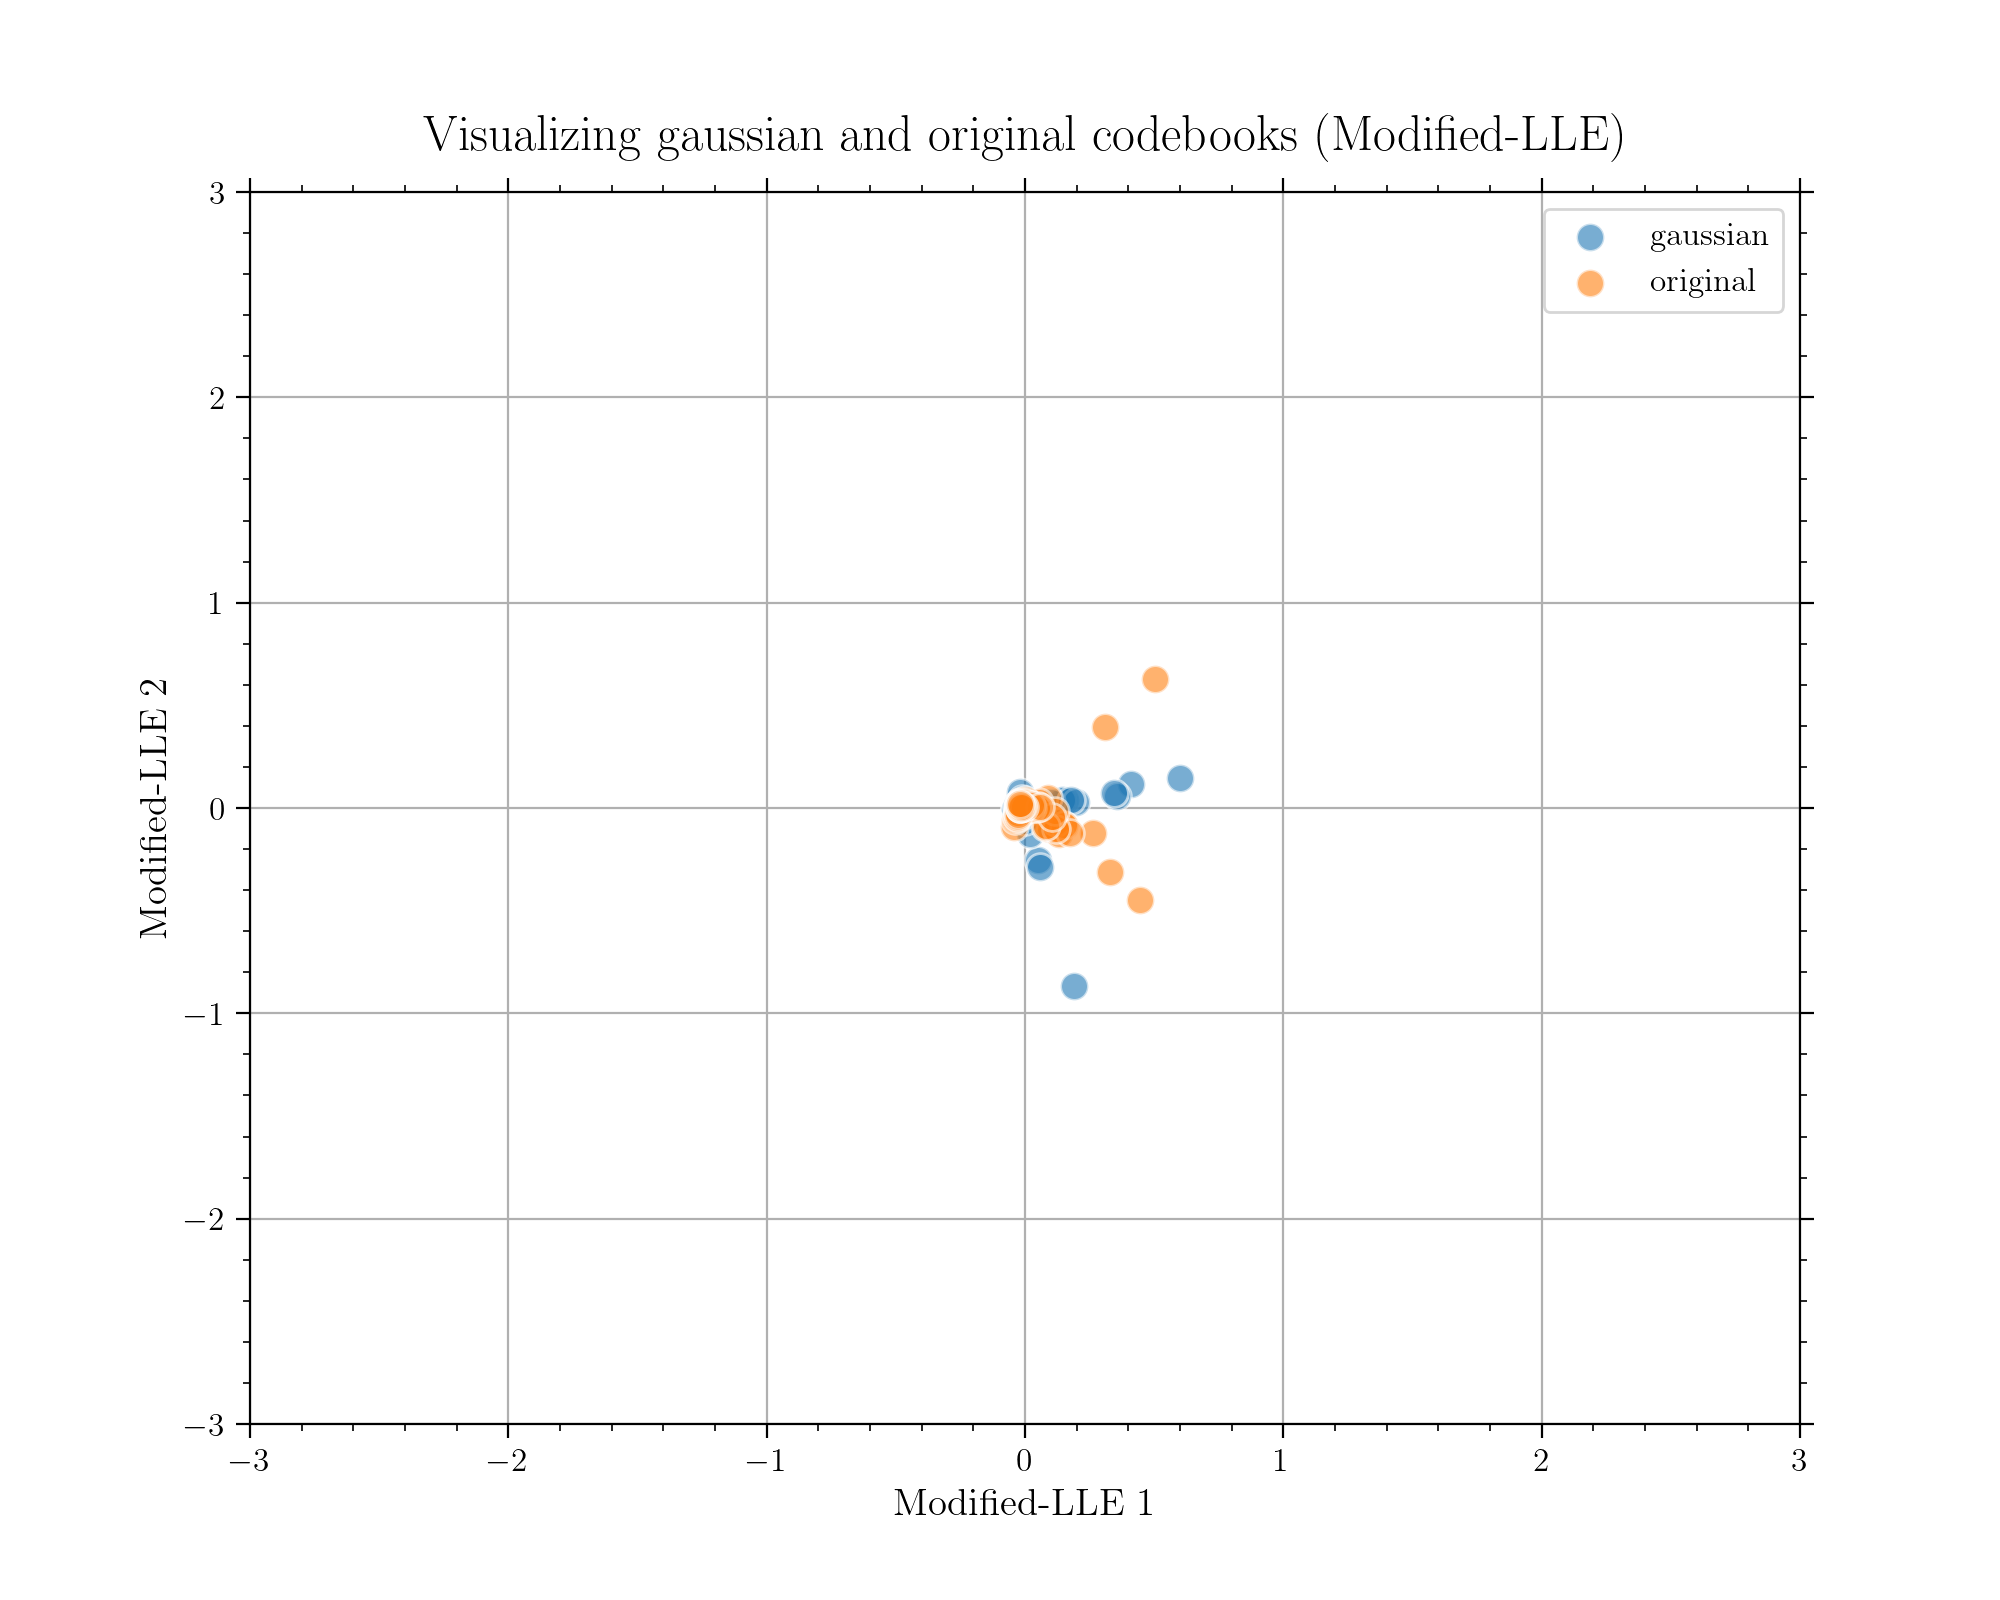 Visualizing gaussian and original codebooks (Modified-LLE)
gaussian
original
3
2
1
0
−1
−2
−3
Modified-LLE 2
−3
−2
−1
0
1
2
3
Modified-LLE 1